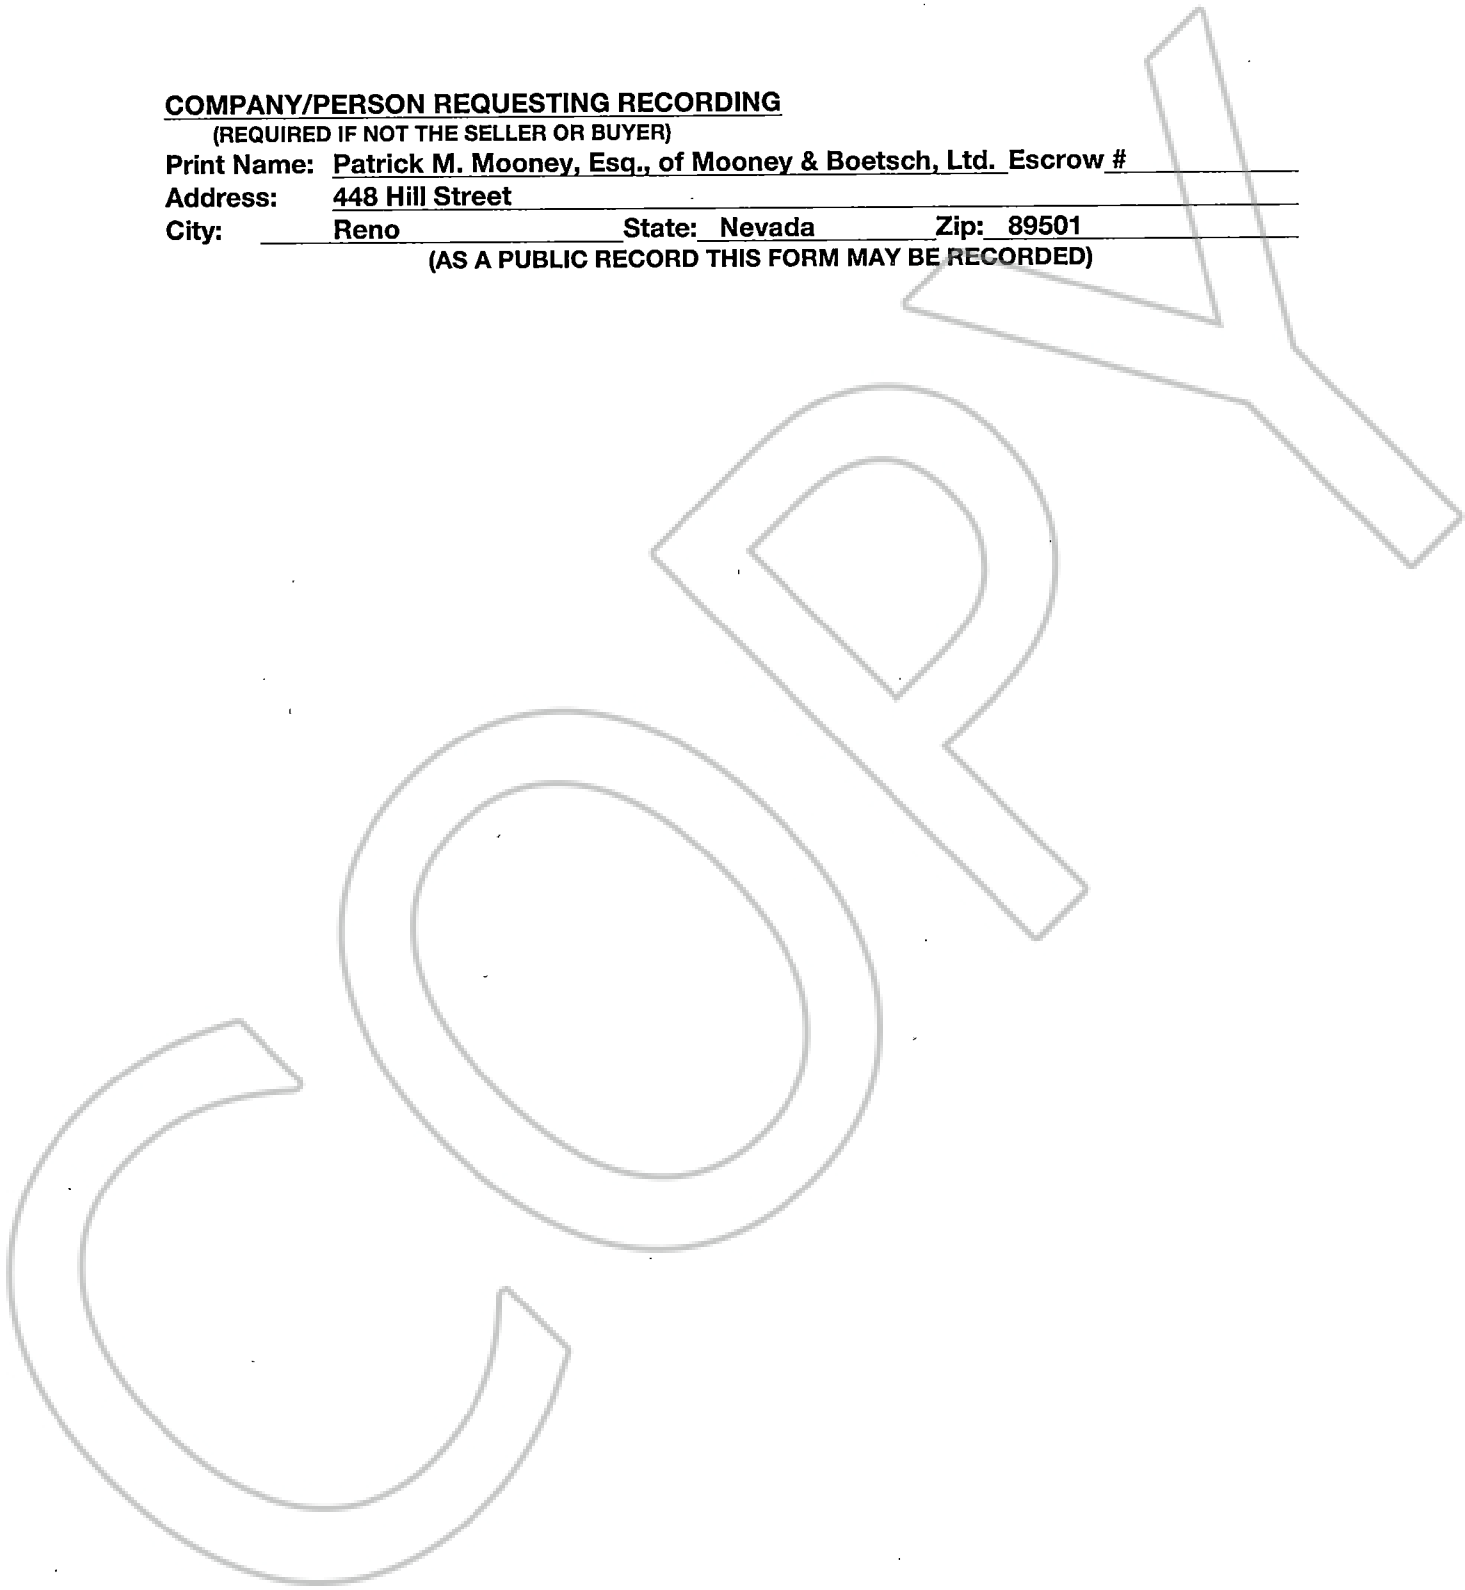 COMPANY/PERSON REQUESTING RECORDING
(REQUIRED IF NOT THE SELLER OR BUYER)
Print Name: Patrick M. Mooney, Esq., of Mooney & Boetsch, Ltd. Escrow #
Address: 448 Hill Street
City: Reno State: Nevada Zip: 89501
(AS A PUBLIC RECORD THIS FORM MAY BE RECORDED)
COPY